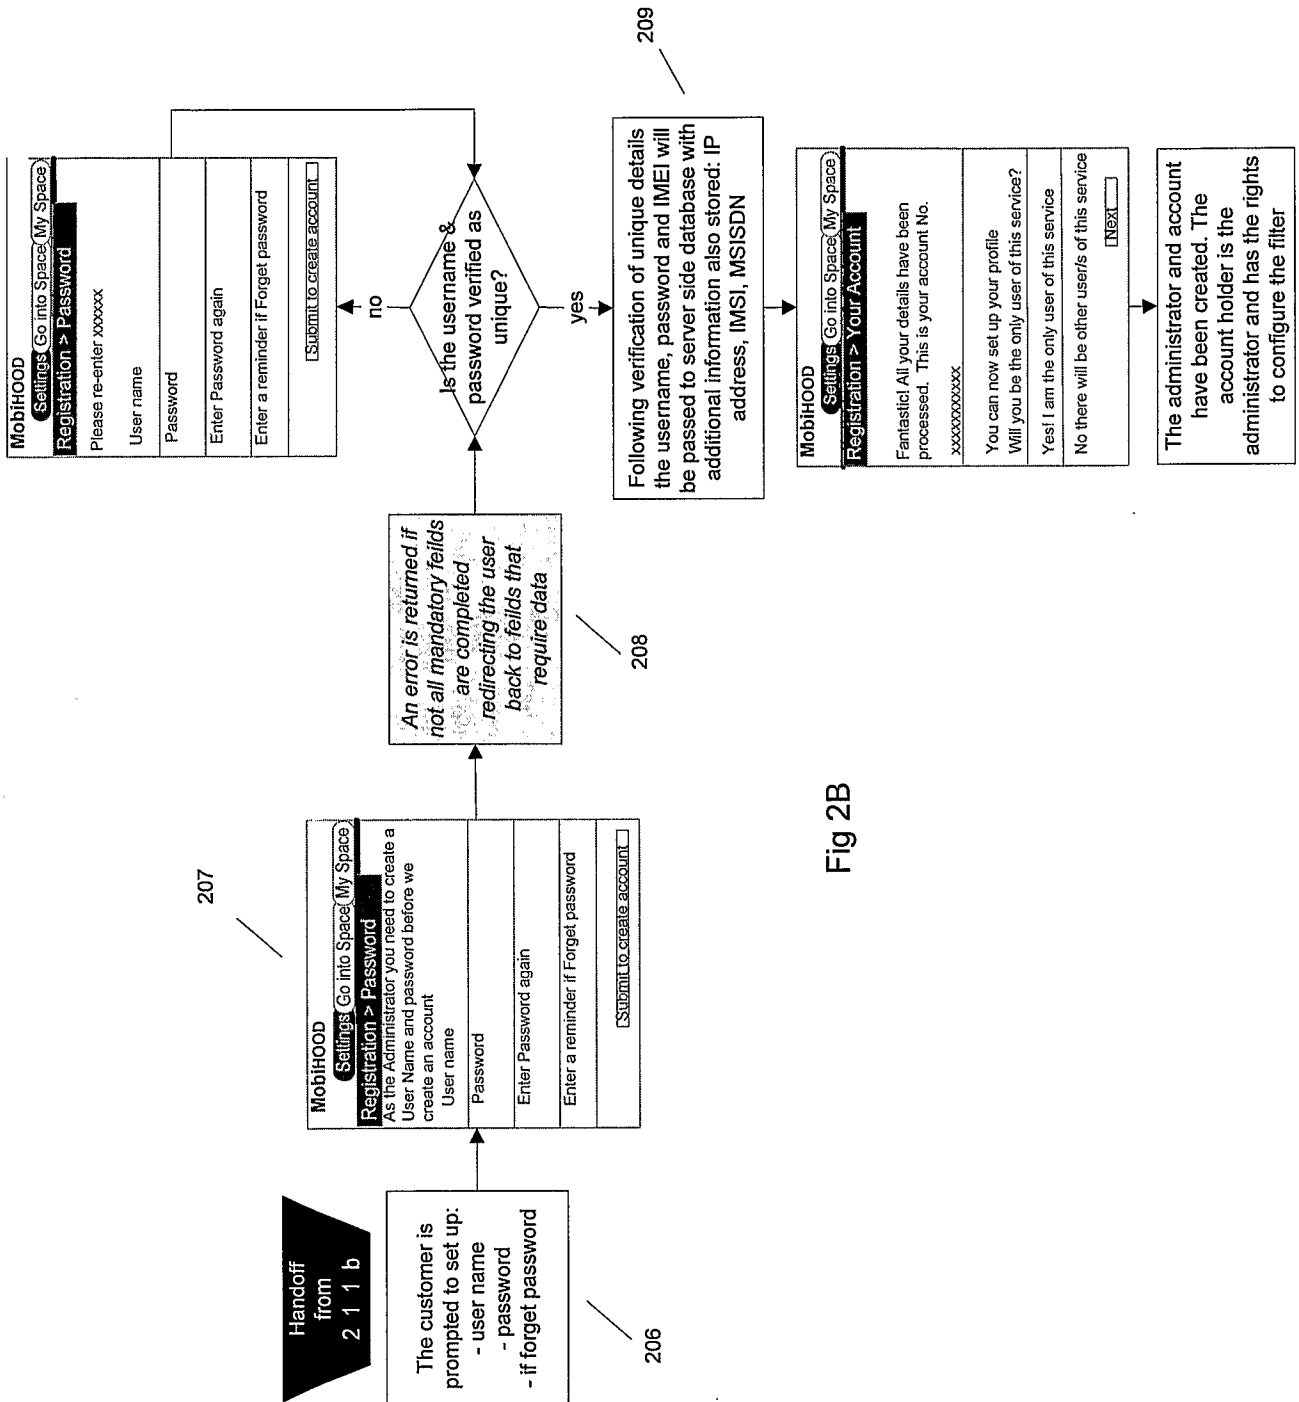 Handoff
from
2 1 1 b
The customer is
prompted to set up:
- user name
- password
- if forget password
206
207
MobiHOOD
Settings Go into Space My Space
Registration > Password
As the Administrator you need to create a
User Name and password before we
create an account
User name
Password
Enter Password again
Enter a reminder if Forget password
Submit to create account
An error is returned if
not all mandatory feilds
are completed
redirecting the user
back to feilds that
require data
208
MobiHOOD
Settings Go into Space My Space
Registration > Password
Please re-enter xxxxxx
User name
Password
Enter Password again
Enter a reminder if Forget password
Submit to create account
no
Is the username &
password verified as
unique?
yes
209
Following verification of unique details
the username, password and IMEI will
be passed to server side database with
additional information also stored: IP
address, IMSI, MSISDN
MobiHOOD
Settings Go into Space My Space
Registration > Your Account
Fantastic! All your details have been
processed. This is your account No.
xxxxxxxxxxxx
You can now set up your profile
Will you be the only user of this service?
Yes! I am the only user of this service
No there will be other user/s of this service
Next
The administrator and account
have been created. The
account holder is the
administrator and has the rights
to configure the filter
Fig 2B